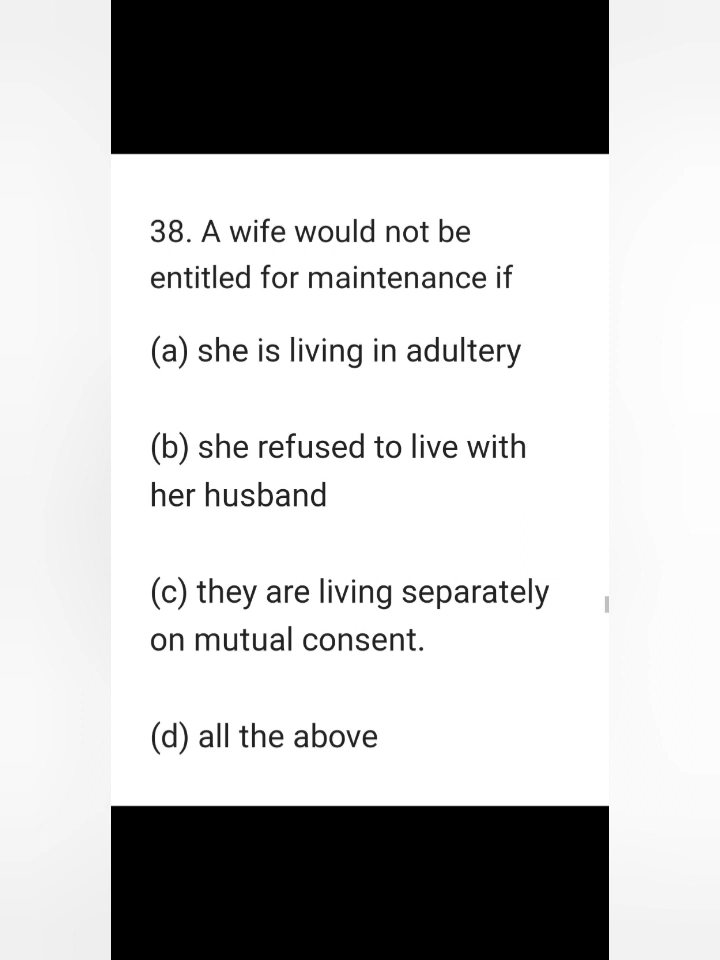 38. A wife would not be
entitled for maintenance if
(a) she is living in adultery
(b) she refused to live with
her husband
(c) they are living separately
on mutual consent.
(d) all the above